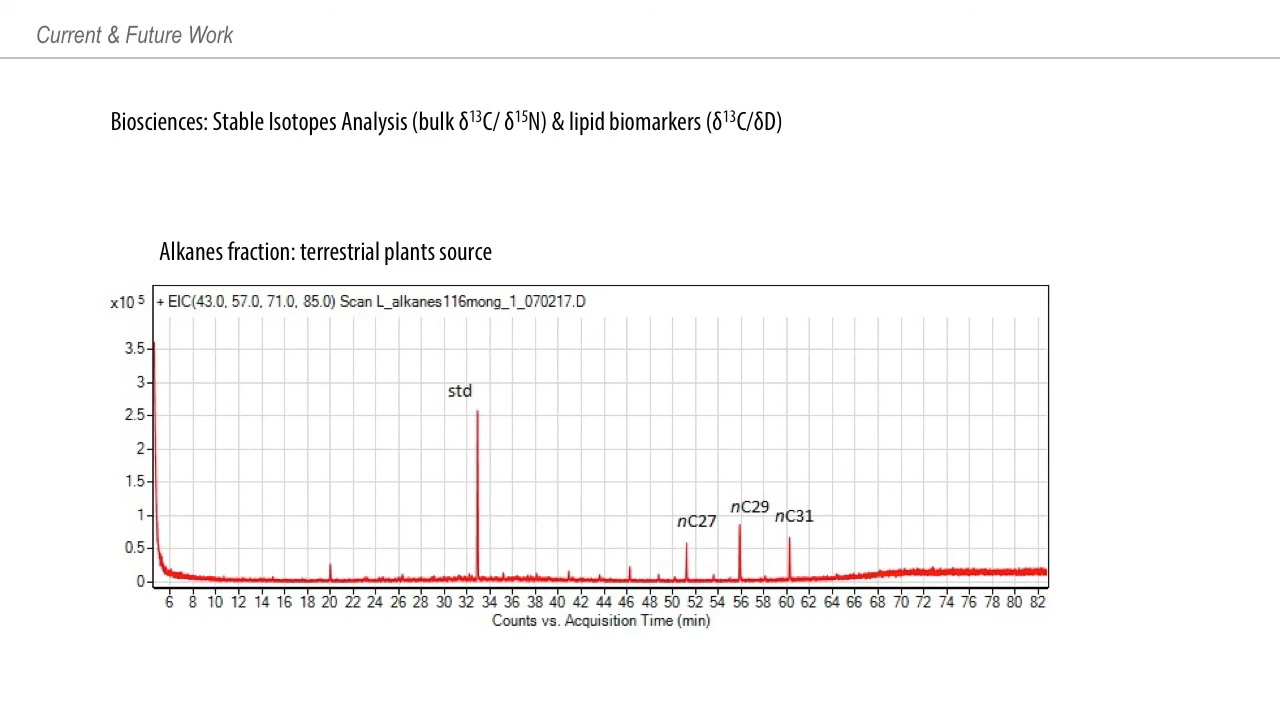 Current & Future Work
Biosciences: Stable Isotopes Analysis (bulk δ¹³C/ δ¹⁵N) & lipid biomarkers (δ¹³C/δD)
Alkanes fraction: terrestrial plants source
x10 5
+ EIC(43.0, 57.0, 71.0, 85.0) Scan L_alkanes116mong_1_070217.D
3.5
3
2.5
2
1.5
1
0.5
0
std
nC27
nC29
nC31
6 8 10 12 14 16 18 20 22 24 26 28 30 32 34 36 38 40 42 44 46 48 50 52 54 56 58 60 62 64 66 68 70 72 74 76 78 80 82
Counts vs. Acquisition Time (min)